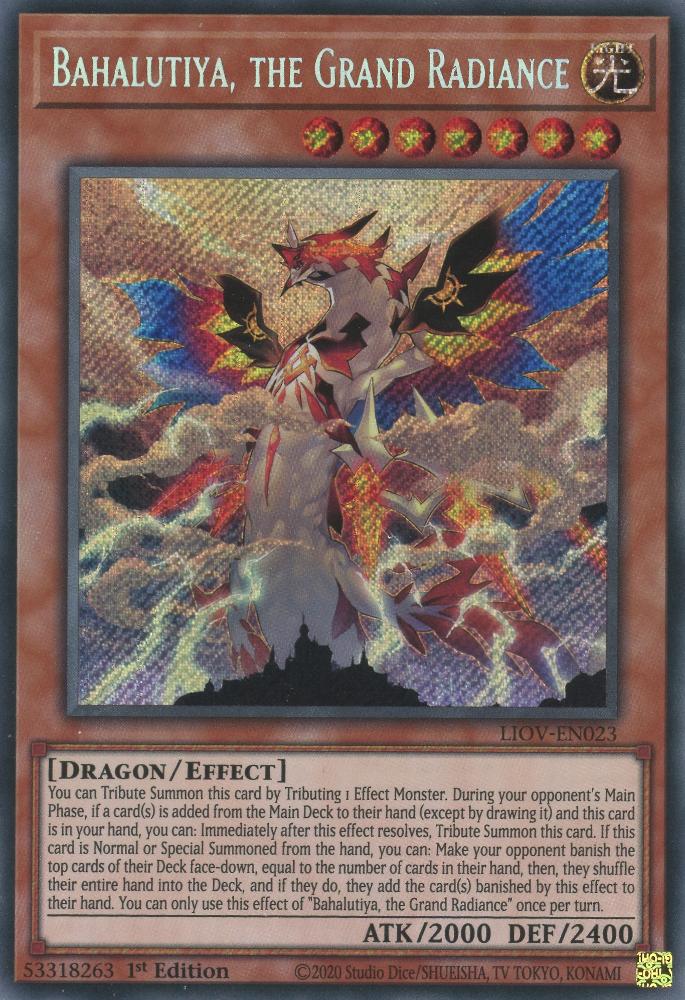 BAHALUTIYA, THE GRAND RADIANCE
LIGHT
光
LIOV-EN023
[DRAGON/EFFECT]
You can Tribute Summon this card by Tributing 1 Effect Monster. During your opponent's Main
Phase, if a card(s) is added from the Main Deck to their hand (except by drawing it) and this card
is in your hand, you can: Immediately after this effect resolves, Tribute Summon this card. If this
card is Normal or Special Summoned from the hand, you can: Make your opponent banish the
top cards of their Deck face-down, equal to the number of cards in their hand, then, they shuffle
their entire hand into the Deck, and if they do, they add the card(s) banished by this effect to
their hand. You can only use this effect of "Bahalutiya, the Grand Radiance" once per turn.
ATK/2000 DEF/2400
53318263 1st Edition ©2020 Studio Dice/SHUEISHA, TV TOKYO, KONAMI